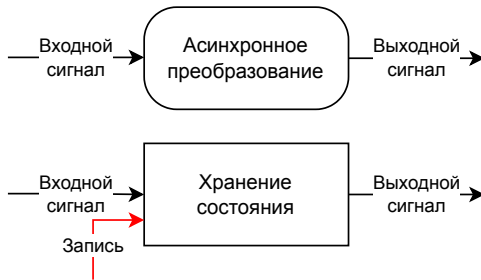 Входной
сигнал
Асинхронное
преобразование
Выходной
сигнал
Входной
сигнал
Хранение
состояния
Выходной
сигнал
Запись